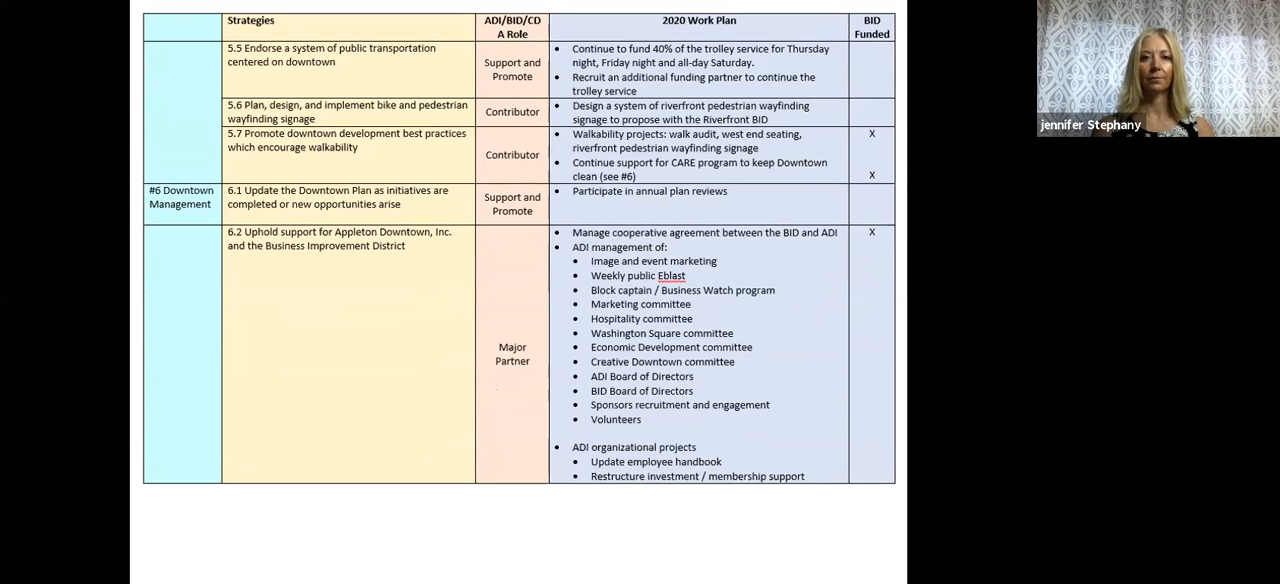 Strategies
ADI/BID/CD
A Role
2020 Work Plan
BID
Funded
5.5 Endorse a system of public transportation
centered on downtown
Support and
Promote
• Continue to fund 40% of the trolley service for Thursday
night, Friday night and all-day Saturday.
• Recruit an additional funding partner to continue the
trolley service
5.6 Plan, design, and implement bike and pedestrian
wayfinding signage
Contributor
• Design a system of riverfront pedestrian wayfinding
signage to propose with the Riverfront BID
5.7 Promote downtown development best practices
which encourage walkability
Contributor
• Walkability projects: walk audit, west end seating,
riverfront pedestrian wayfinding signage
• Continue support for CARE program to keep Downtown
clean (see #6)
X
X
#6 Downtown
Management
6.1 Update the Downtown Plan as initiatives are
completed or new opportunities arise
Support and
Promote
• Participate in annual plan reviews
6.2 Uphold support for Appleton Downtown, Inc.
and the Business Improvement District
Major
Partner
• Manage cooperative agreement between the BID and ADI
• ADI management of:
• Image and event marketing
• Weekly public Eblast
• Block captain / Business Watch program
• Marketing committee
• Hospitality committee
• Washington Square committee
• Economic Development committee
• Creative Downtown committee
• ADI Board of Directors
• BID Board of Directors
• Sponsors recruitment and engagement
• Volunteers
• ADI organizational projects
• Update employee handbook
• Restructure investment / membership support
X
jennifer Stephany